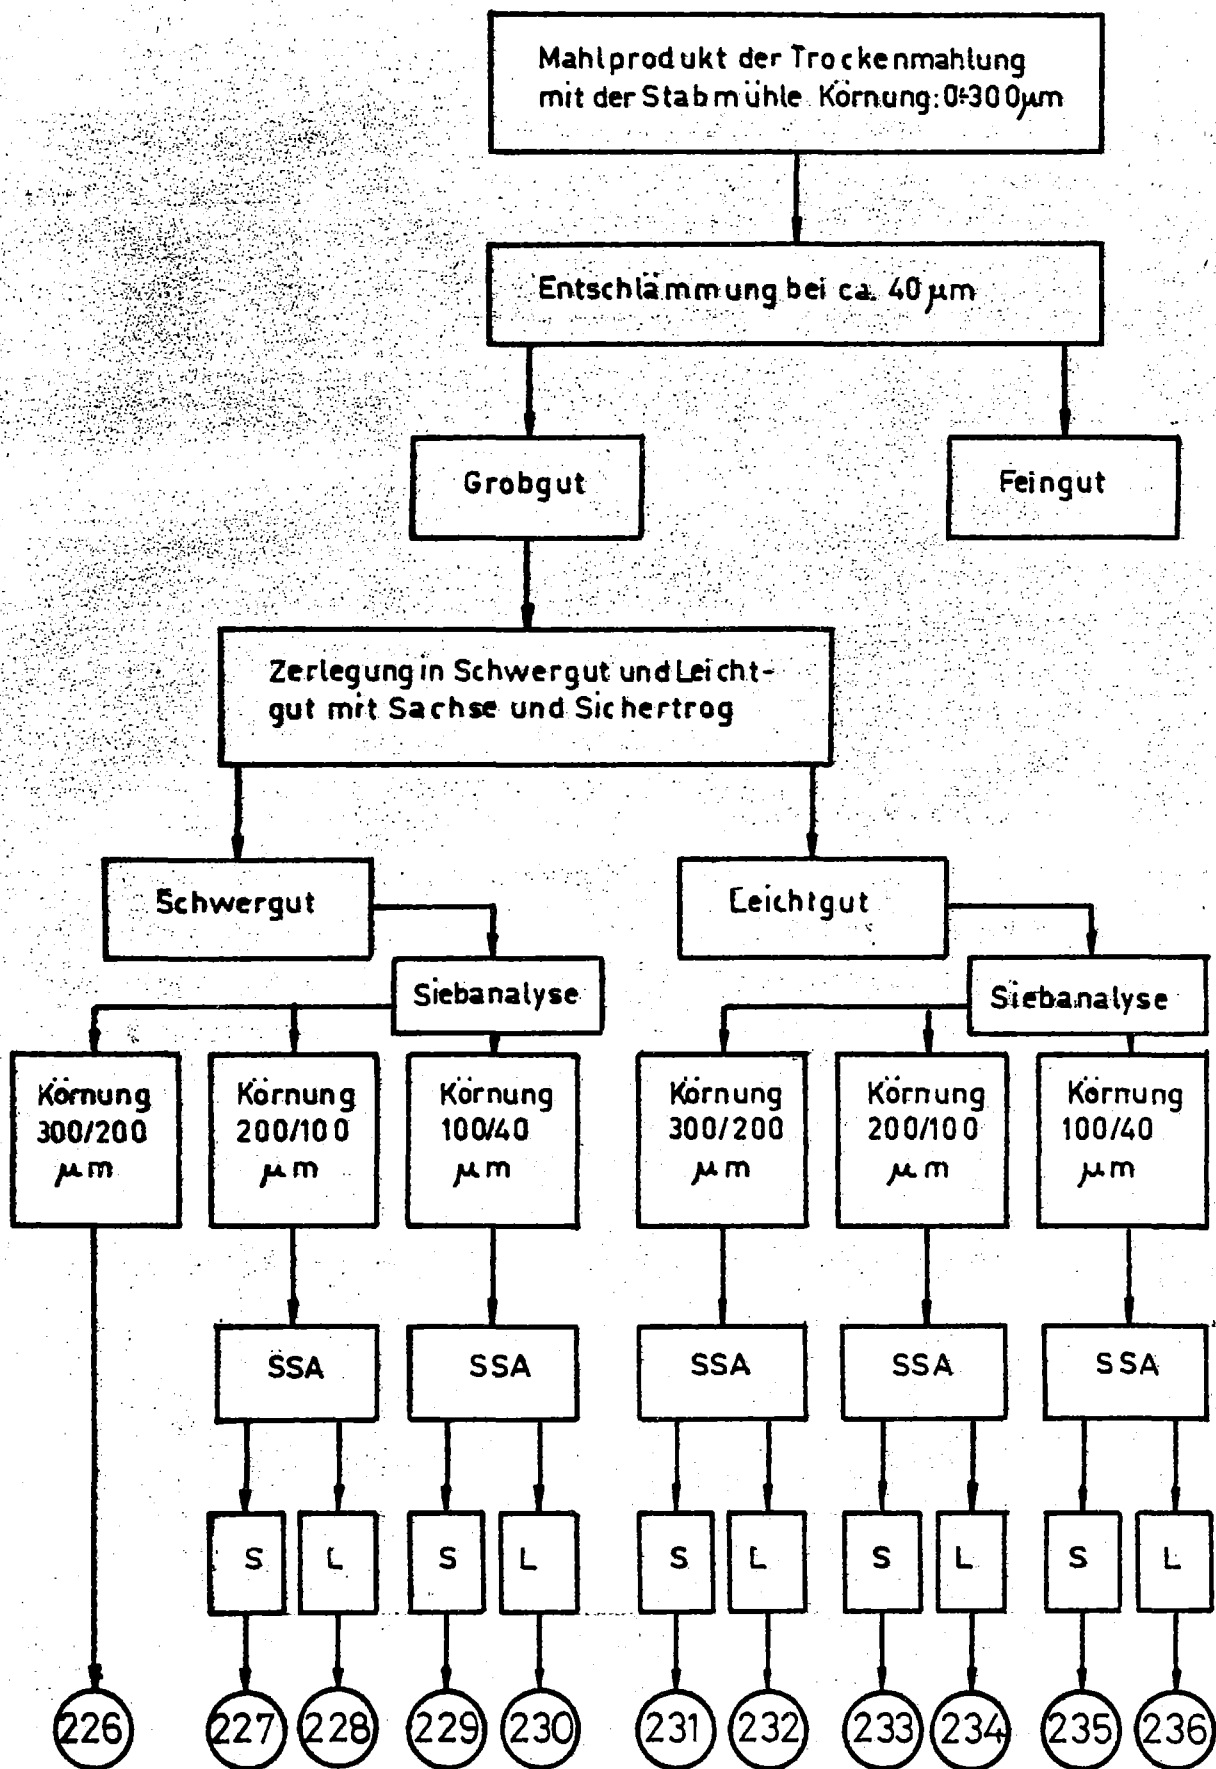 Mahlprodukt der Trockenmahlung
mit der Stabmühle Körnung: 0÷300µm
Entschlämmung bei ca. 40µm
Grobgut
Feingut
Zerlegung in Schwergut und Leicht-
gut mit Sachse und Sichertrog
Schwergut
Leichtgut
Siebanalyse
Siebanalyse
Körnung
300/200
µm
Körnung
200/100
µm
Körnung
100/40
µm
Körnung
300/200
µm
Körnung
200/100
µm
Körnung
100/40
µm
SSA
SSA
SSA
SSA
SSA
S
L
S
L
S
L
S
L
S
L
226
227
228
229
230
231
232
233
234
235
236